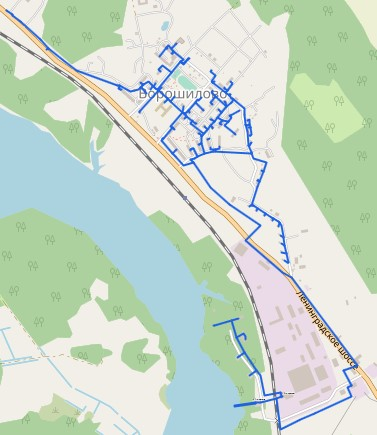 Ворошилово
Ленинградское шоссе